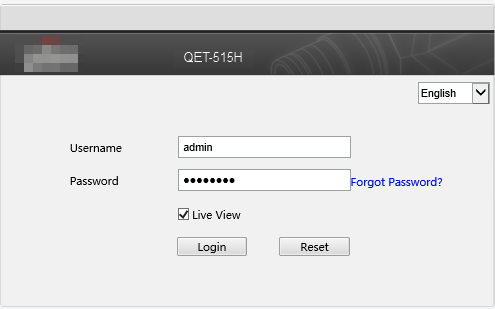 QET-515H
English
Username admin
Password ●●●●●●●● Forgot Password?
Live View
Login Reset